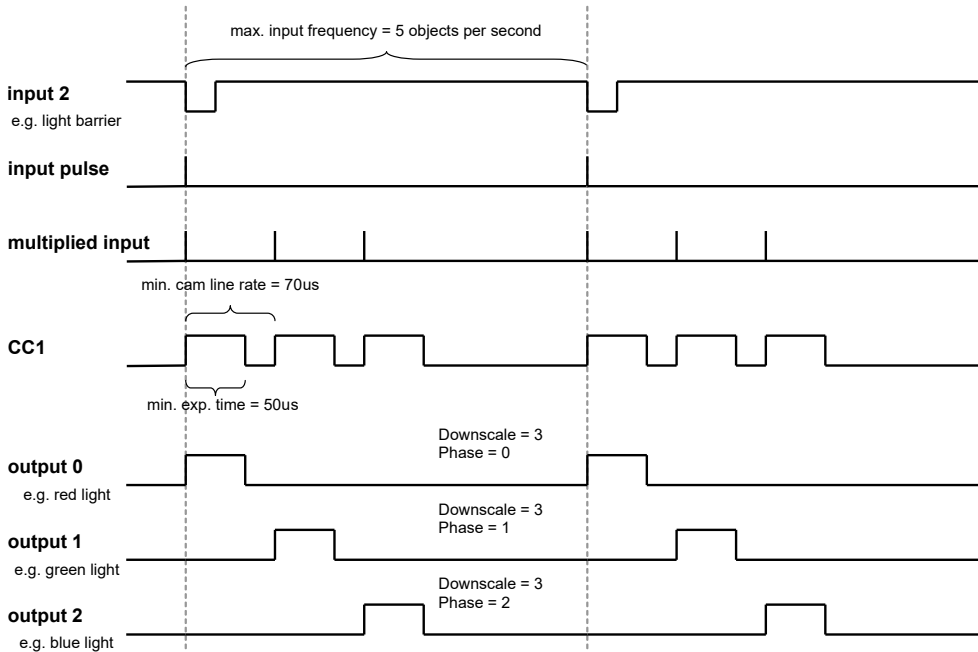 max. input frequency = 5 objects per second
input 2
e.g. light barrier
input pulse
multiplied input
min. cam line rate = 70us
CC1
min. exp. time = 50us
Downscale = 3
Phase = 0
output 0
e.g. red light
Downscale = 3
Phase = 1
output 1
e.g. green light
Downscale = 3
Phase = 2
output 2
e.g. blue light